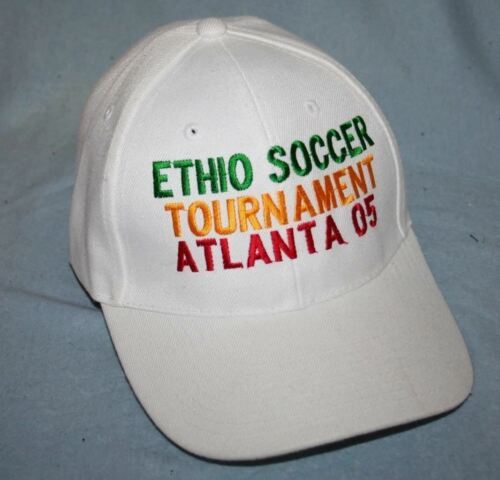 ETHIO SOCCER
TOURNAMENT
ATLANTA 05